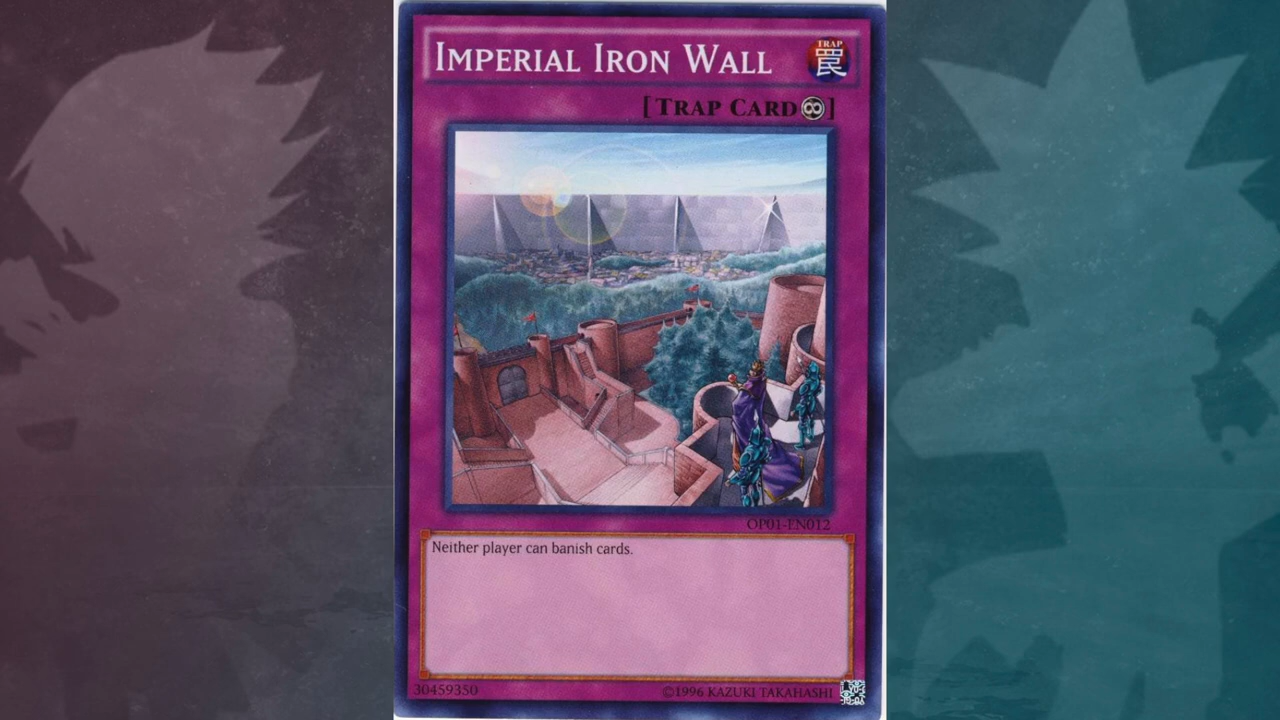 IMPERIAL IRON WALL
TRAP
罠
[TRAP CARD]
OP01-EN012
Neither player can banish cards.
30459350
©1996 KAZUKI TAKAHASHI